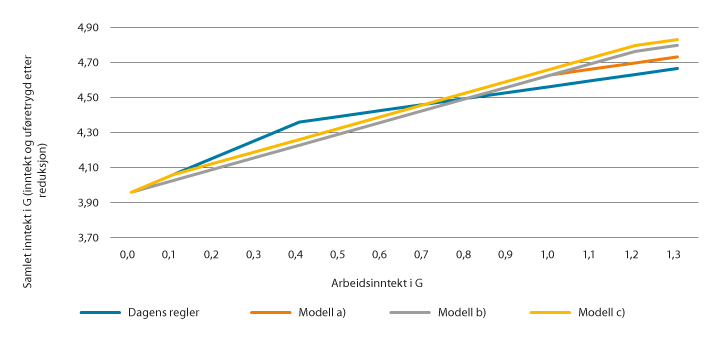 Samlet inntekt i G (inntekt og uføretrygd etter
reduksjon)
4,90
4,70
4,50
4,30
4,10
3,90
3,70
0,0 0,1 0,2 0,3 0,4 0,5 0,6 0,7 0,8 0,9 1,0 1,1 1,2 1,3
Arbeidsinntekt i G
Dagens regler Modell a) Modell b) Modell c)